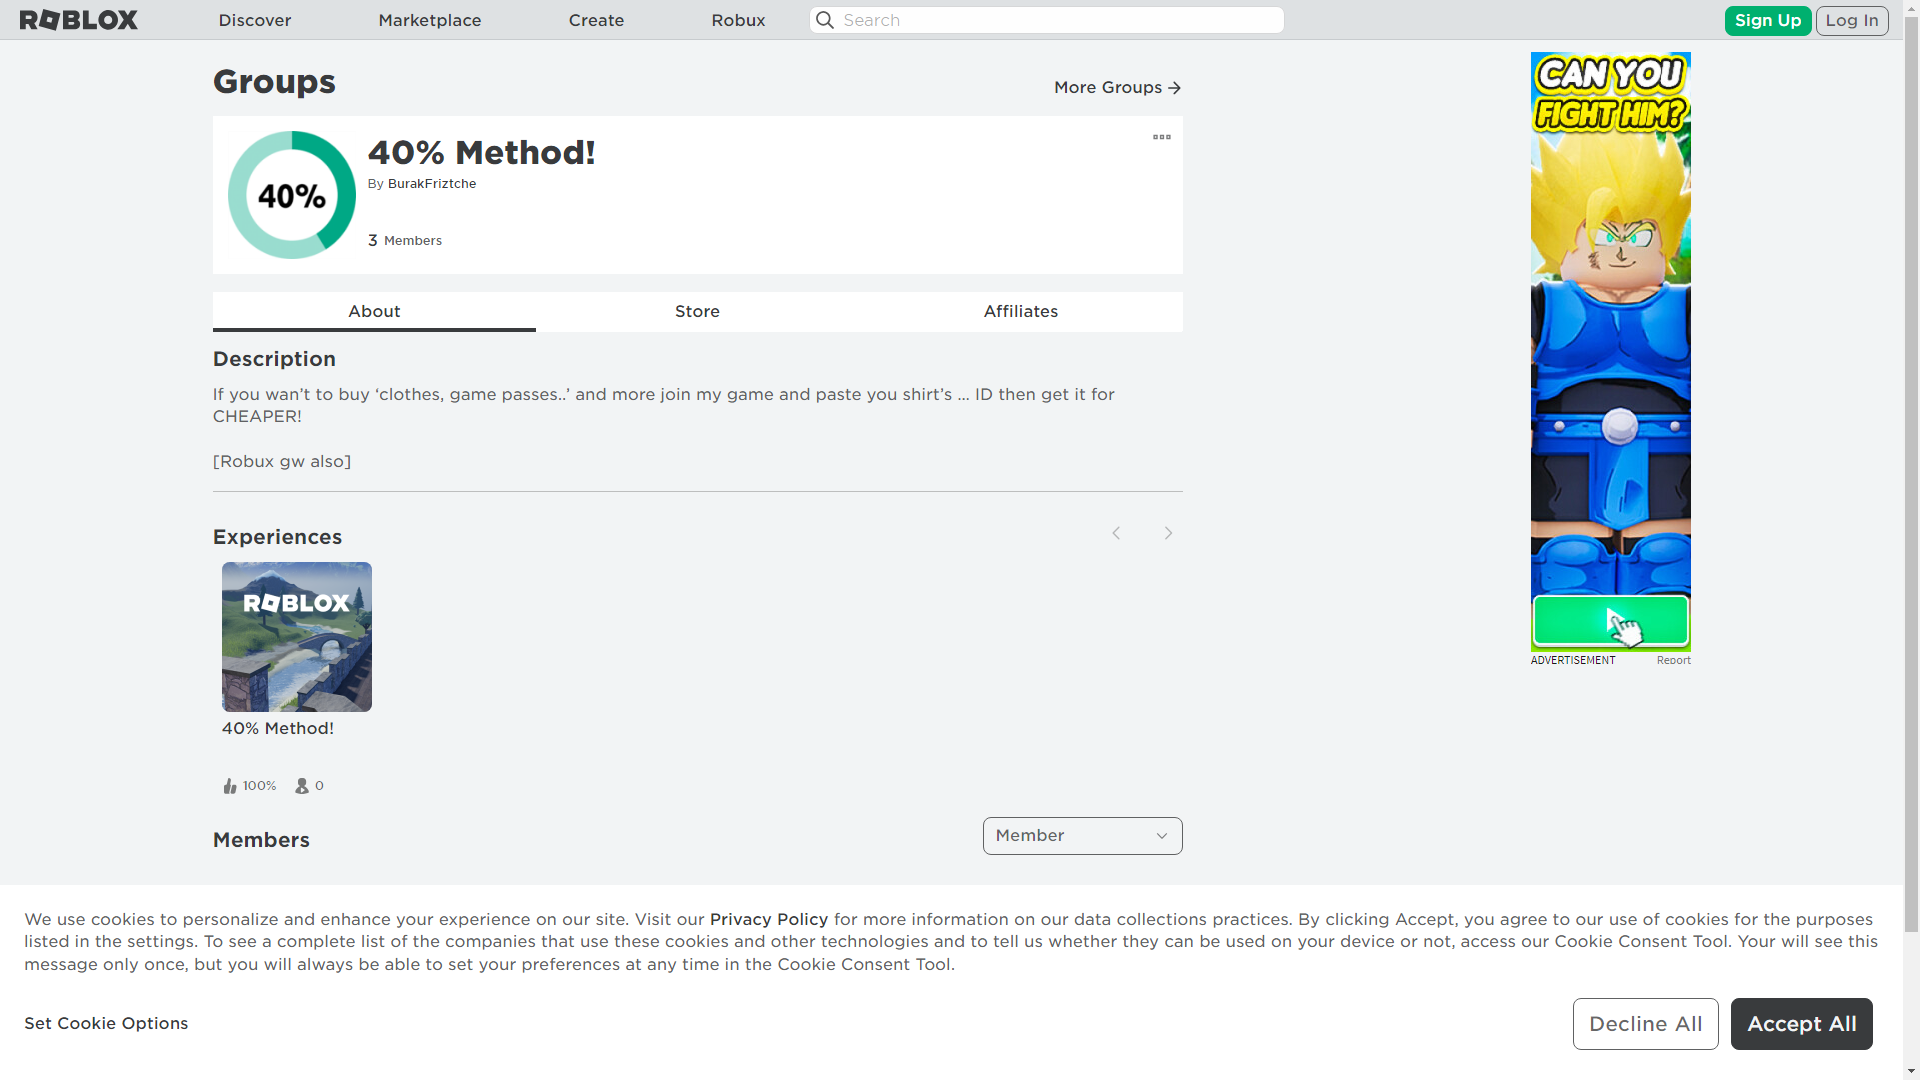 ROBLOX
Discover
Marketplace
Create
Robux
Search
Sign Up
Log In
Groups
More Groups
40%
40% Method!
By BurakFriztche
3 Members
About
Store
Affiliates
Description
If you wan’t to buy ‘clothes, game passes..’ and more join my game and paste you shirt’s ... ID then get it for
CHEAPER!
[Robux gw also]
Experiences
ROBLOX
40% Method!
100%
0
Members
Member
CAN YOU
FIGHT HIM?
ADVERTISEMENT
Report
We use cookies to personalize and enhance your experience on our site. Visit our Privacy Policy for more information on our data collections practices. By clicking Accept, you agree to our use of cookies for the purposes
listed in the settings. To see a complete list of the companies that use these cookies and other technologies and to tell us whether they can be used on your device or not, access our Cookie Consent Tool. Your will see this
message only once, but you will always be able to set your preferences at any time in the Cookie Consent Tool.
Set Cookie Options
Decline All
Accept All